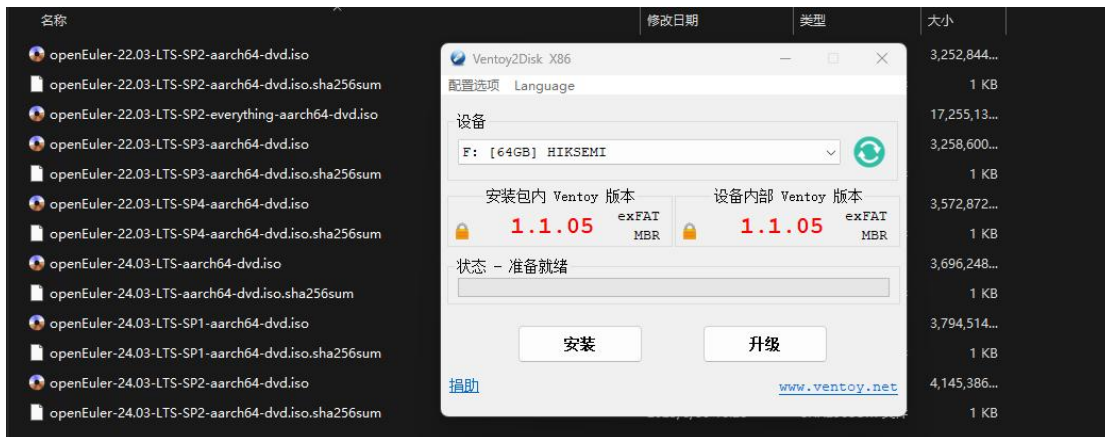 名称 修改日期 类型 大小
openEuler-22.03-LTS-SP2-aarch64-dvd.iso 3,252,844...
openEuler-22.03-LTS-SP2-aarch64-dvd.iso.sha256sum 1 KB
openEuler-22.03-LTS-SP2-everything-aarch64-dvd.iso 17,255,13...
openEuler-22.03-LTS-SP3-aarch64-dvd.iso 3,258,600...
openEuler-22.03-LTS-SP3-aarch64-dvd.iso.sha256sum 1 KB
openEuler-22.03-LTS-SP4-aarch64-dvd.iso 3,572,872...
openEuler-22.03-LTS-SP4-aarch64-dvd.iso.sha256sum 1 KB
openEuler-24.03-LTS-aarch64-dvd.iso 3,696,248...
openEuler-24.03-LTS-aarch64-dvd.iso.sha256sum 1 KB
openEuler-24.03-LTS-SP1-aarch64-dvd.iso 3,794,514...
openEuler-24.03-LTS-SP1-aarch64-dvd.iso.sha256sum 1 KB
openEuler-24.03-LTS-SP2-aarch64-dvd.iso 4,145,386...
openEuler-24.03-LTS-SP2-aarch64-dvd.iso.sha256sum 1 KB
Ventoy2Disk X86
配置选项 Language
设备
F: [64GB] HIKSEMI
安装包内 Ventoy 版本
1.1.05 exFAT
MBR
设备内部 Ventoy 版本
1.1.05 exFAT
MBR
状态 - 准备就绪
安装 升级
捐助 www.ventoy.net